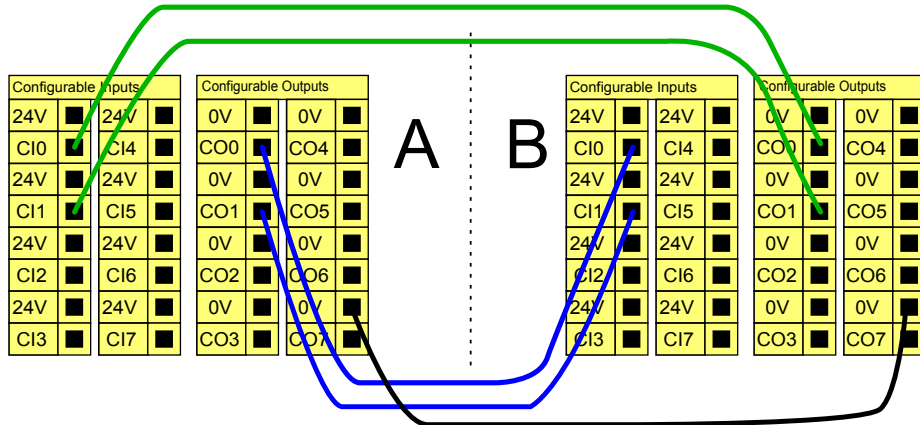 Configurable Inputs
24V 24V
CI0 CI4
24V 24V
CI1 CI5
24V 24V
CI2 CI6
24V 24V
CI3 CI7
Configurable Outputs
0V 0V
CO0 CO4
0V 0V
CO1 CO5
0V 0V
CO2 CO6
0V 0V
CO3 CO7
A B
Configurable Inputs
24V 24V
CI0 CI4
24V 24V
CI1 CI5
24V 24V
CI2 CI6
24V 24V
CI3 CI7
Configurable Outputs
0V 0V
CO0 CO4
0V 0V
CO1 CO5
0V 0V
CO2 CO6
0V 0V
CO3 CO7